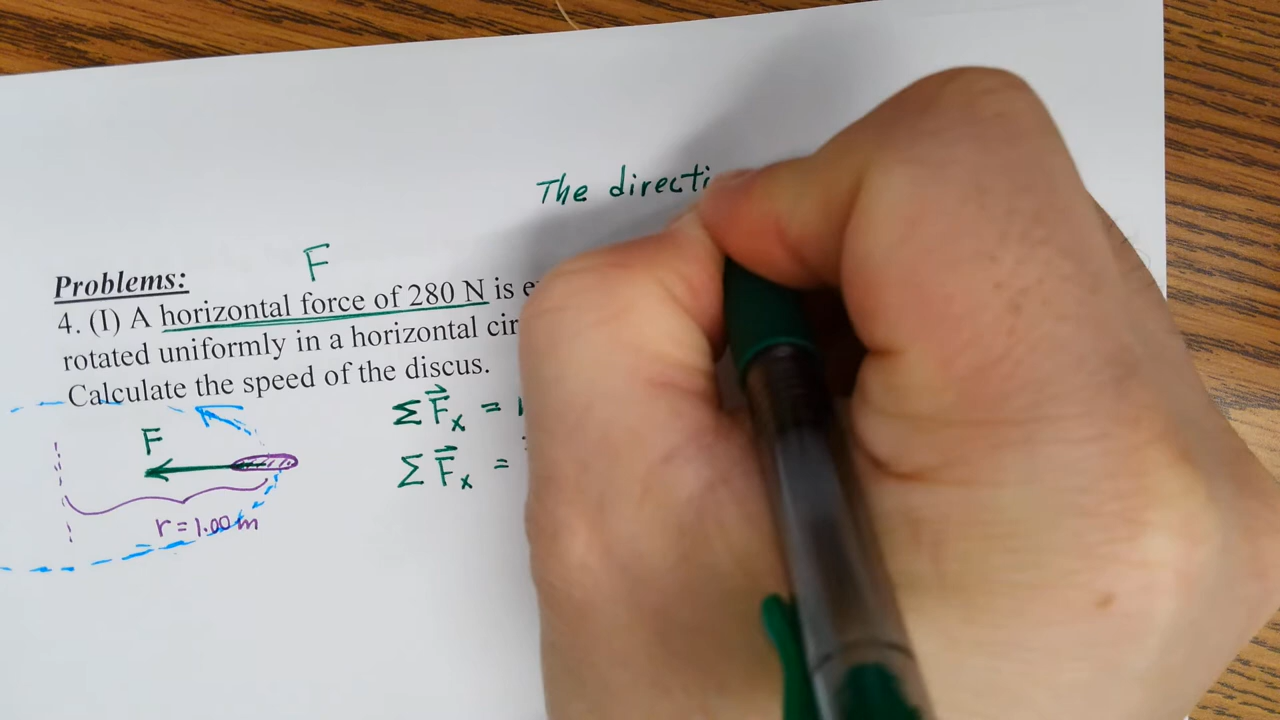 The directi
F
Problems:
4. (I) A horizontal force of 280 N is
rotated uniformly in a horizontal
Calculate the speed of the discus.
ΣF⃗x =
ΣF⃗x =
F
r = 1.00 m